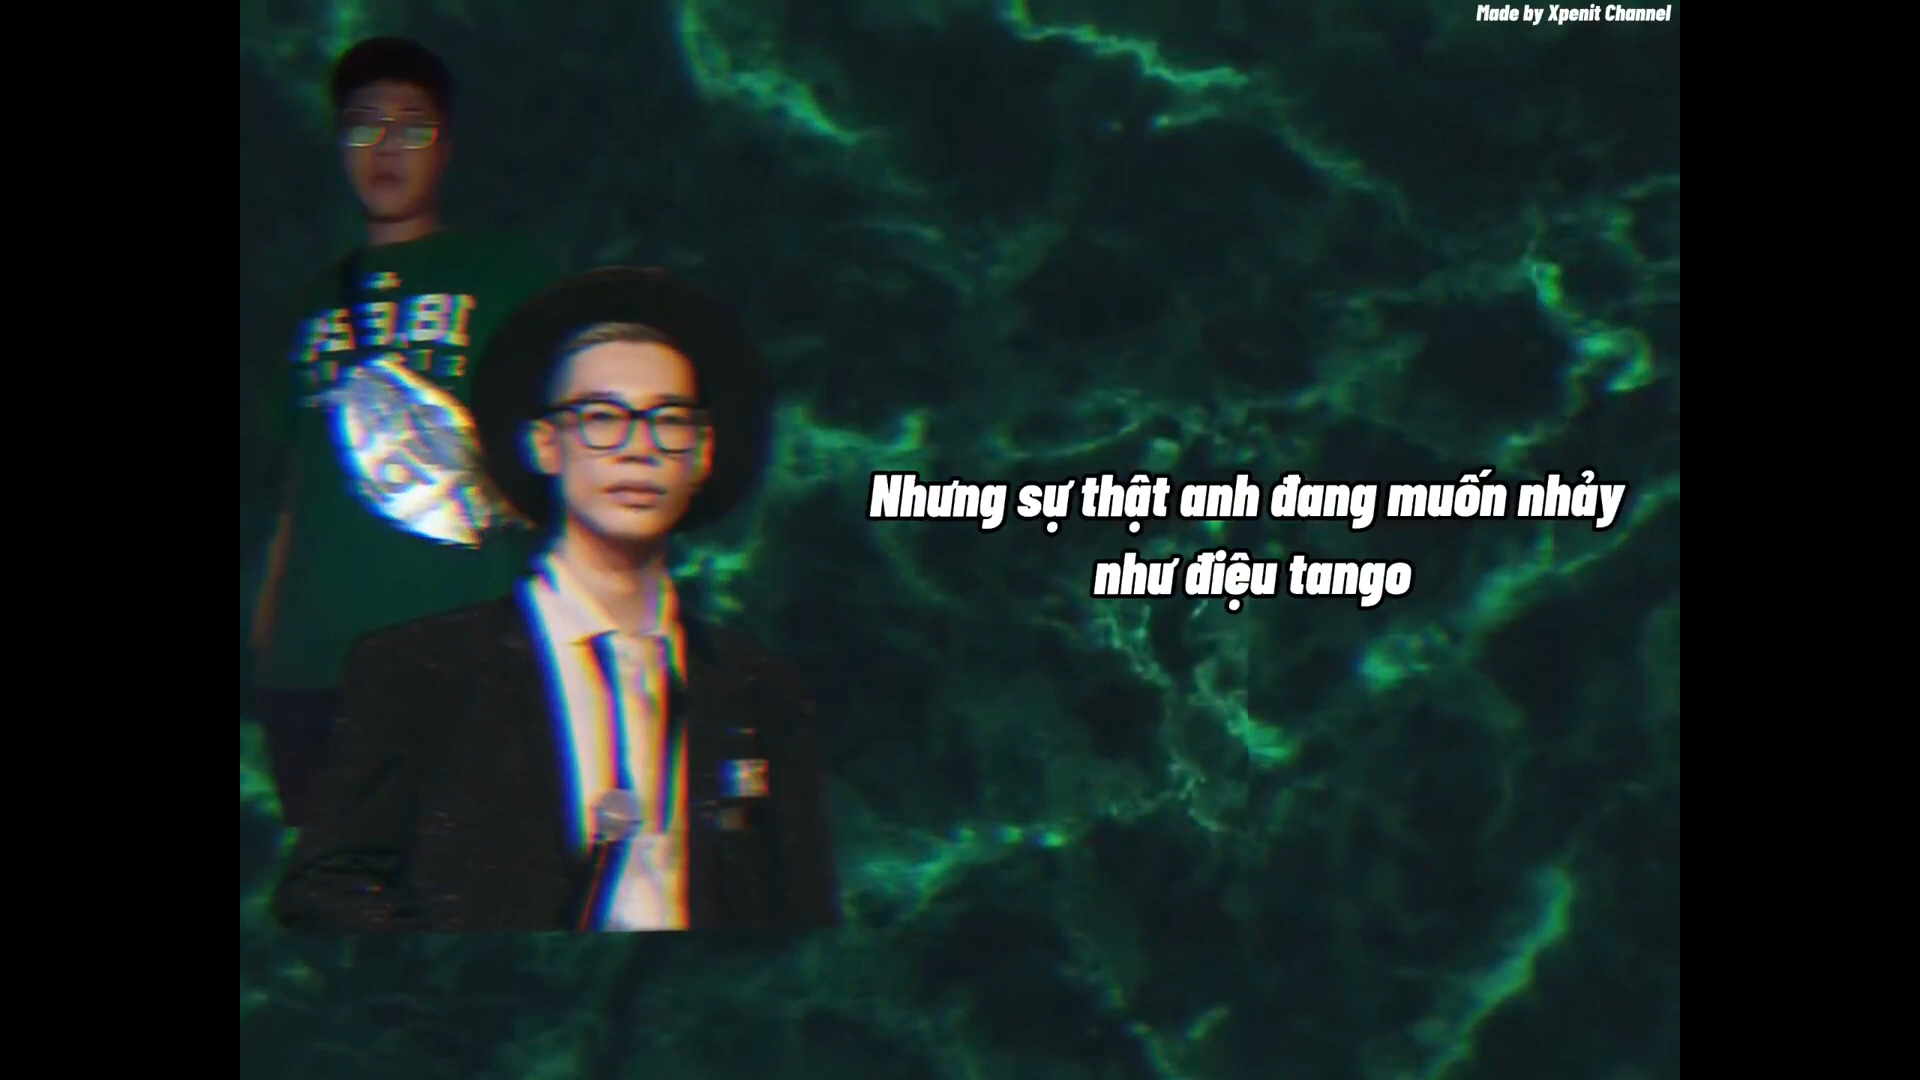 Made by Xpenit Channel
Nhưng sự thật anh đang muốn nhảy
như điệu tango